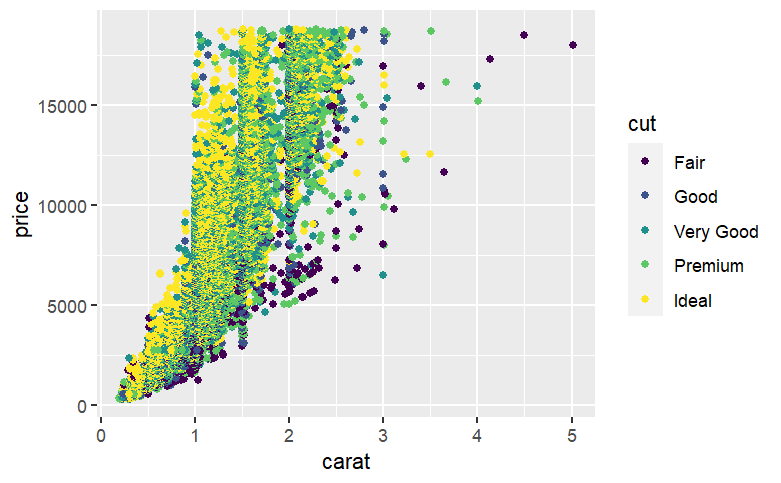 15000
10000
5000
0
price
0 1 2 3 4 5
carat
cut
Fair
Good
Very Good
Premium
Ideal